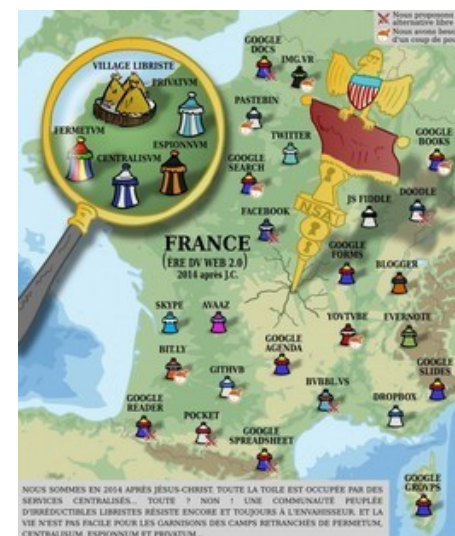 Nous proposons
alternative libre
Nous avons
d'un coup de
GOOGLE
DOCS
IMG.VR
VILLAGE LIBRISTE
PRIVATVM
PASTEBIN
FERMETVM
ESPIONNVM
TWITTER
GOOGLE
BOOKS
CENTRALISVM
GOOGLE
SEARCH
JS FIDDLE
DOODLE
NSA
FACEBOOK
FRANCE
(ÈRE DV WEB 2.0)
2014 après J.C.
GOOGLE
FORMS
BLOGGER
SKYPE
AVAAZ
YOVTVBE
EVERNOTE
GOOGLE
AGENDA
BIT.LY
GITHVB
GOOGLE
SLIDES
BVBBL.VS
DROPBOX
GOOGLE
READER
POCKET
GOOGLE
SPREADSHEET
GOOGLE
GROVPS
NOUS SOMMES EN 2014 APRÈS JÉSUS-CHRIST. TOUTE LA TOILE EST OCCUPÉE PAR DES
SERVICES CENTRALISÉS... TOUTE ? NON ! UNE COMMUNAUTÉ PEUPLÉE
D'IRRÉDUCTIBLES LIBRISTES RÉSISTE ENCORE ET TOUJOURS À L'ENVAHISSEUR. ET LA
VIE N'EST PAS FACILE POUR LES GARNISONS DES CAMPS RETRANCHÉS DE FERMETUM,
CENTRALISUM, ESPIONNUM ET PRIVATUM...